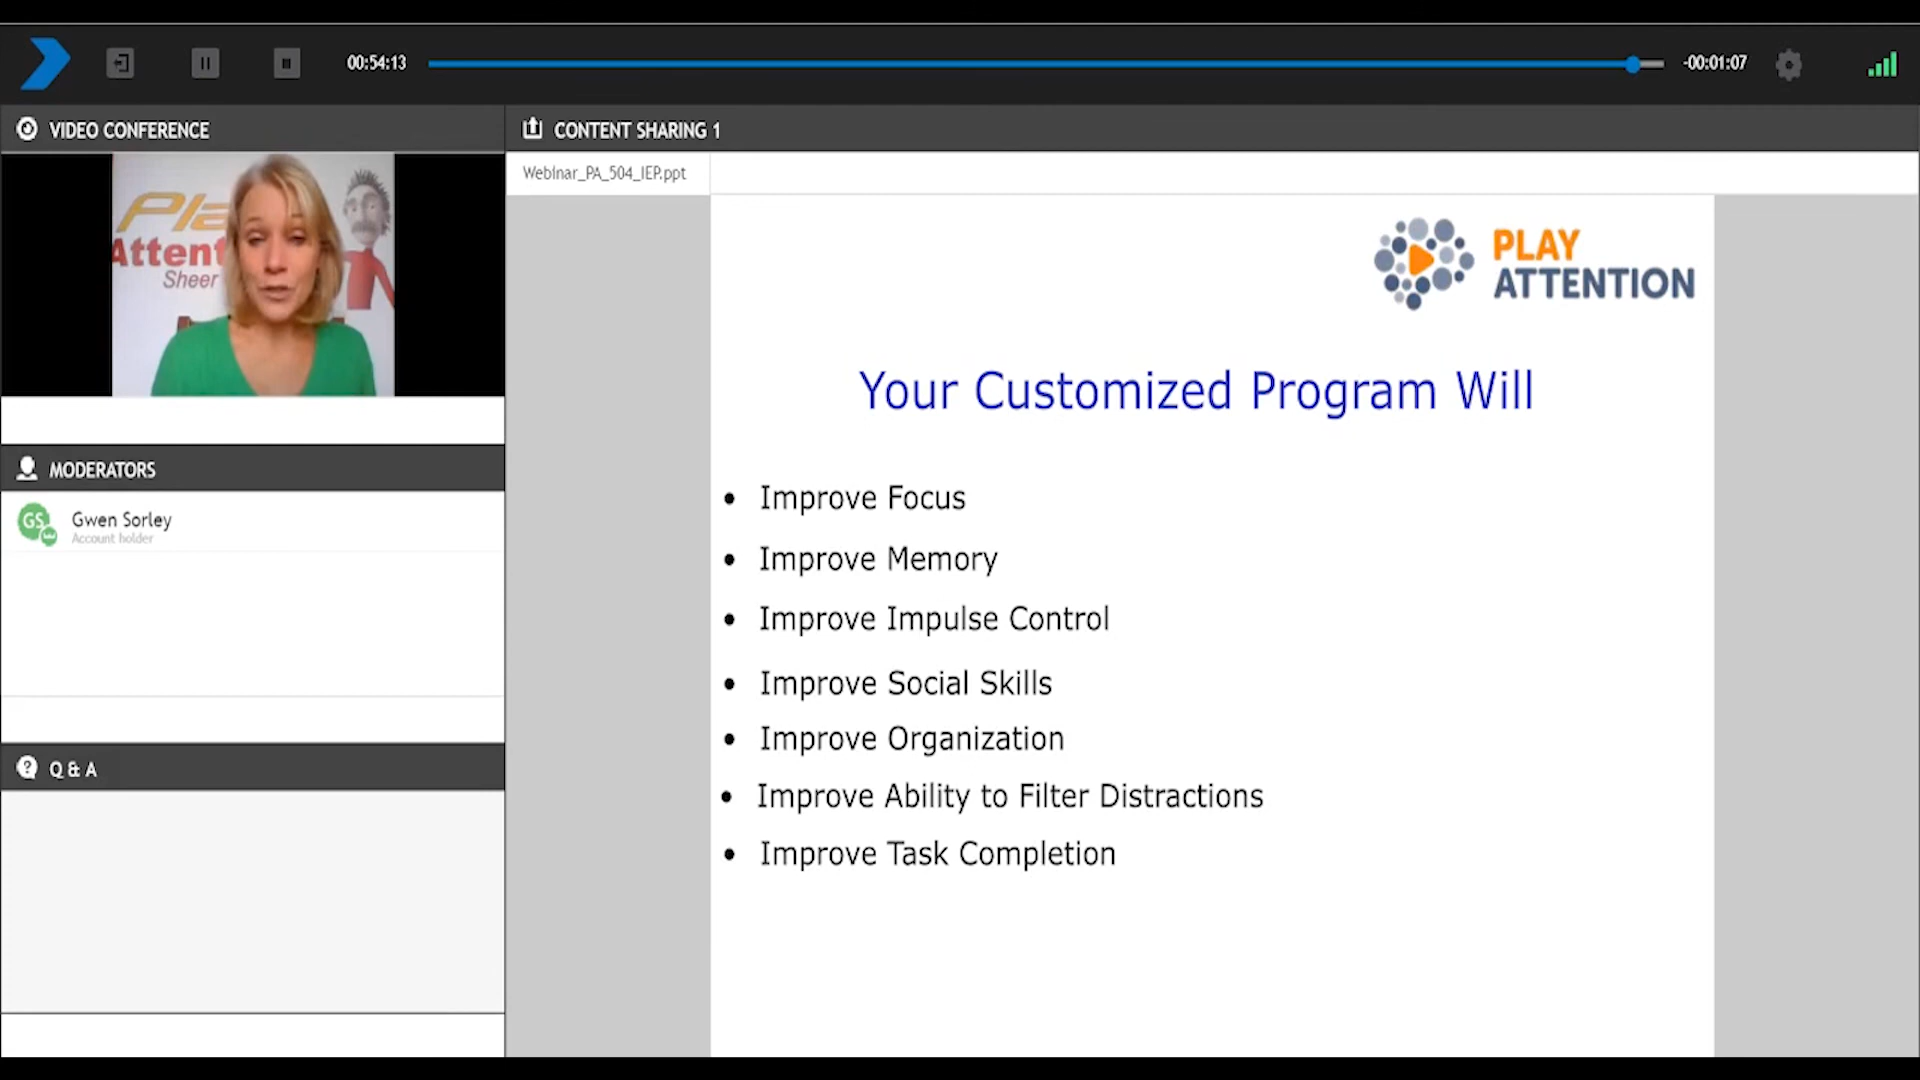 00:54:13
-00:01:07
VIDEO CONFERENCE
Attent
Sheer
MODERATORS
GS
Gwen Sorley
Account holder
Q & A
CONTENT SHARING 1
Webinar_PA_504_IEP.ppt
PLAY
ATTENTION
Your Customized Program Will
• Improve Focus
• Improve Memory
• Improve Impulse Control
• Improve Social Skills
• Improve Organization
• Improve Ability to Filter Distractions
• Improve Task Completion